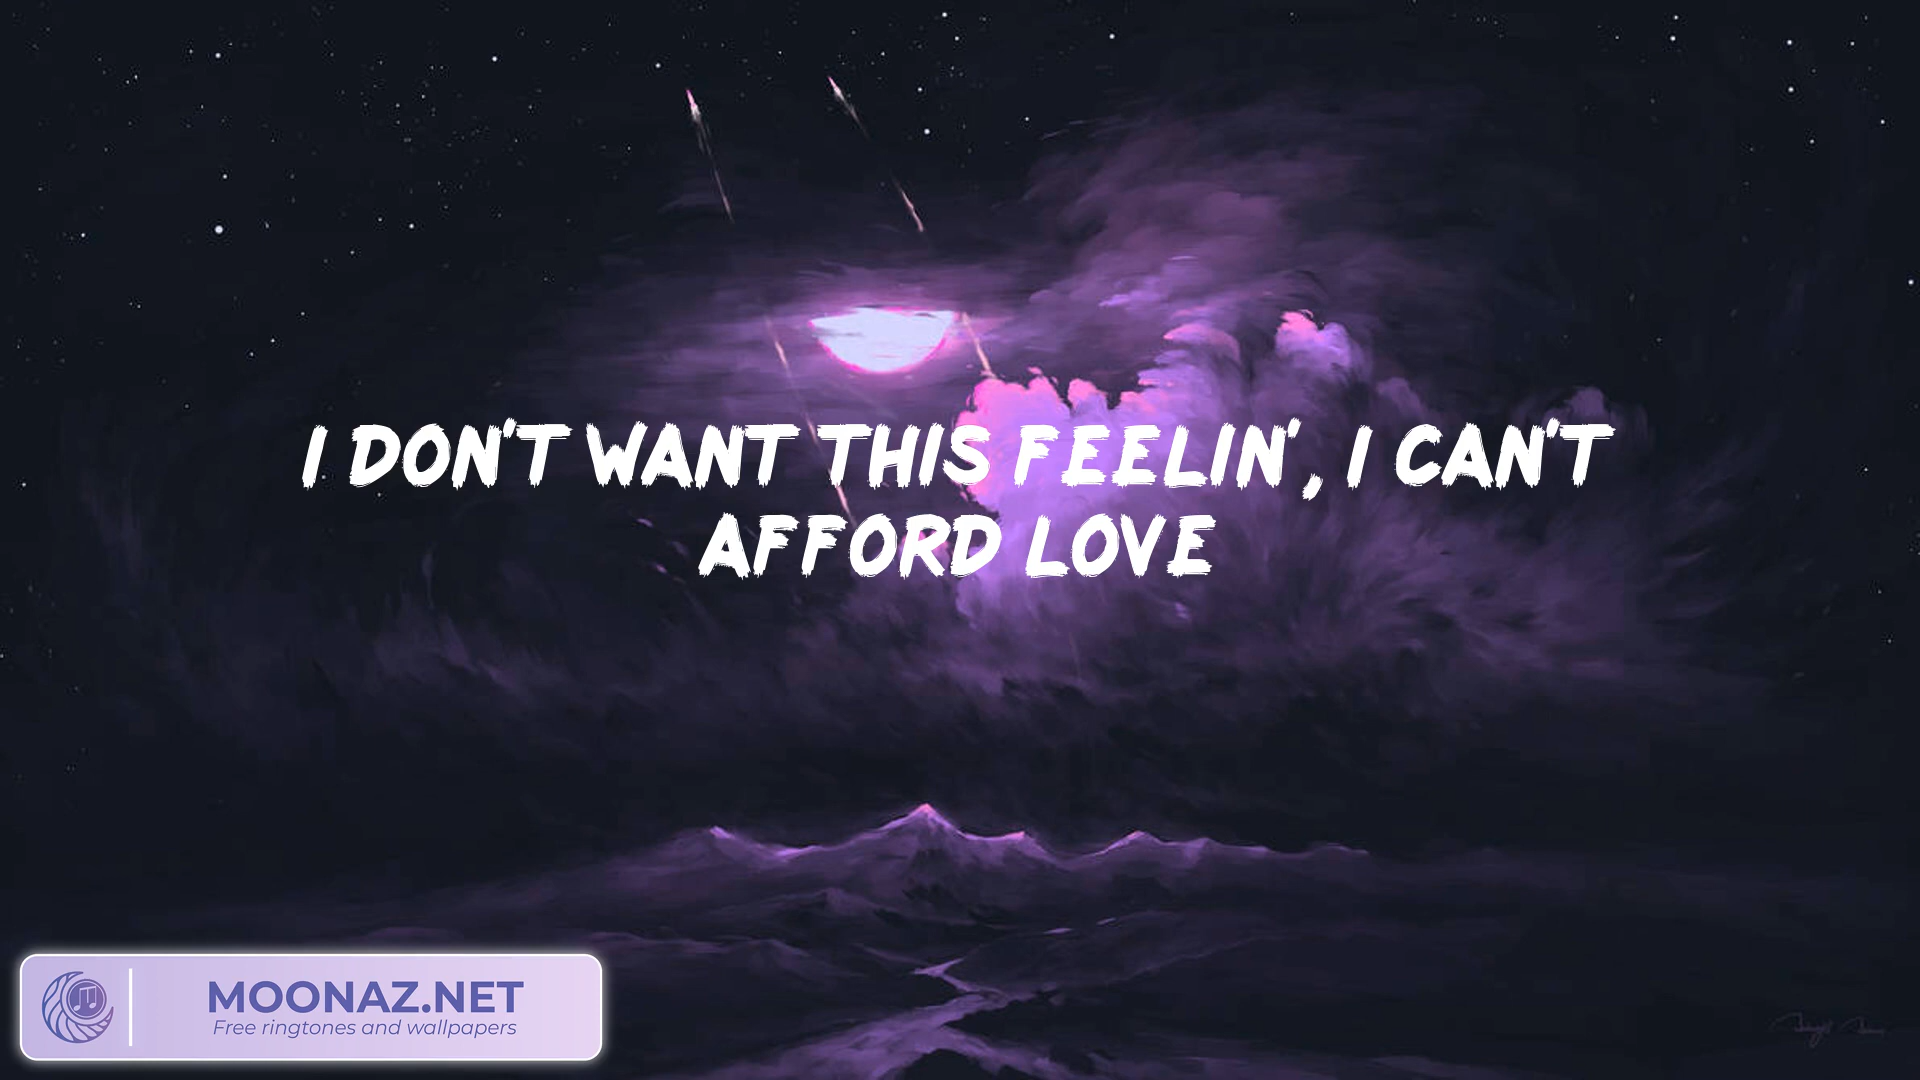 I DON'T WANT THIS FEELIN', I CAN'T
AFFORD LOVE
MOONAZ.NET
Free ringtones and wallpapers